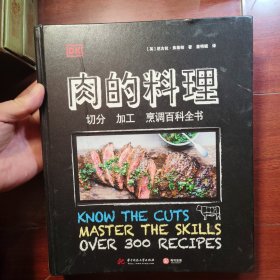 DK
肉的料理
切分 加工 烹调百科全书
KNOW THE CUTS
MASTER THE SKILLS
OVER 300 RECIPES